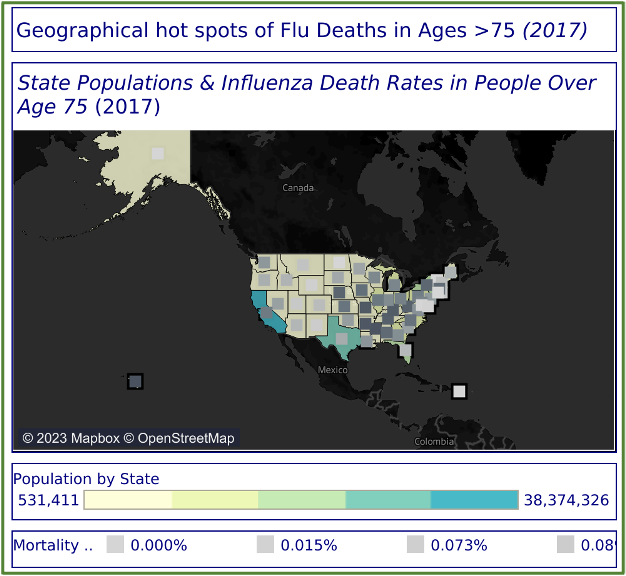 Geographical hot spots of Flu Deaths in Ages >75 (2017)
State Populations & Influenza Death Rates in People Over
Age 75 (2017)
Canada
Mexico
© 2023 Mapbox © OpenStreetMap
Colombia
Population by State
531,411 38,374,326
Mortality .. 0.000% 0.015% 0.073% 0.08